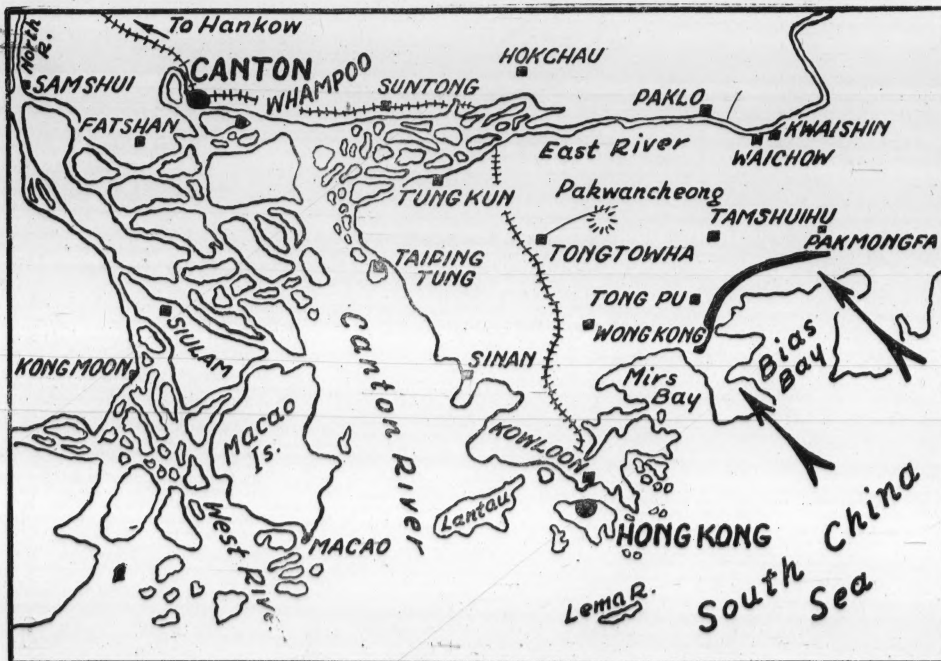 To Hankow
North
R.
SAMSHUI
CANTON
WHAMPOO
SUNTONG
HOKCHAU
FATSHAN
PAKLO
KWAISHIN
WAICHOW
East River
TUNGKUN
Pakwancheong
TAMSHUIHU
PAKMONGFA
TONGTOWHA
TAIPING
TUNG
TONG PU
WONGKONG
SIULAM
KONGMOON
Canton River
SINAN
Mirs
Bay
Bias
Bay
Macao
Is.
KOWLOON
Lantau
HONG KONG
West River
MACAO
Lema R.
South China
Sea